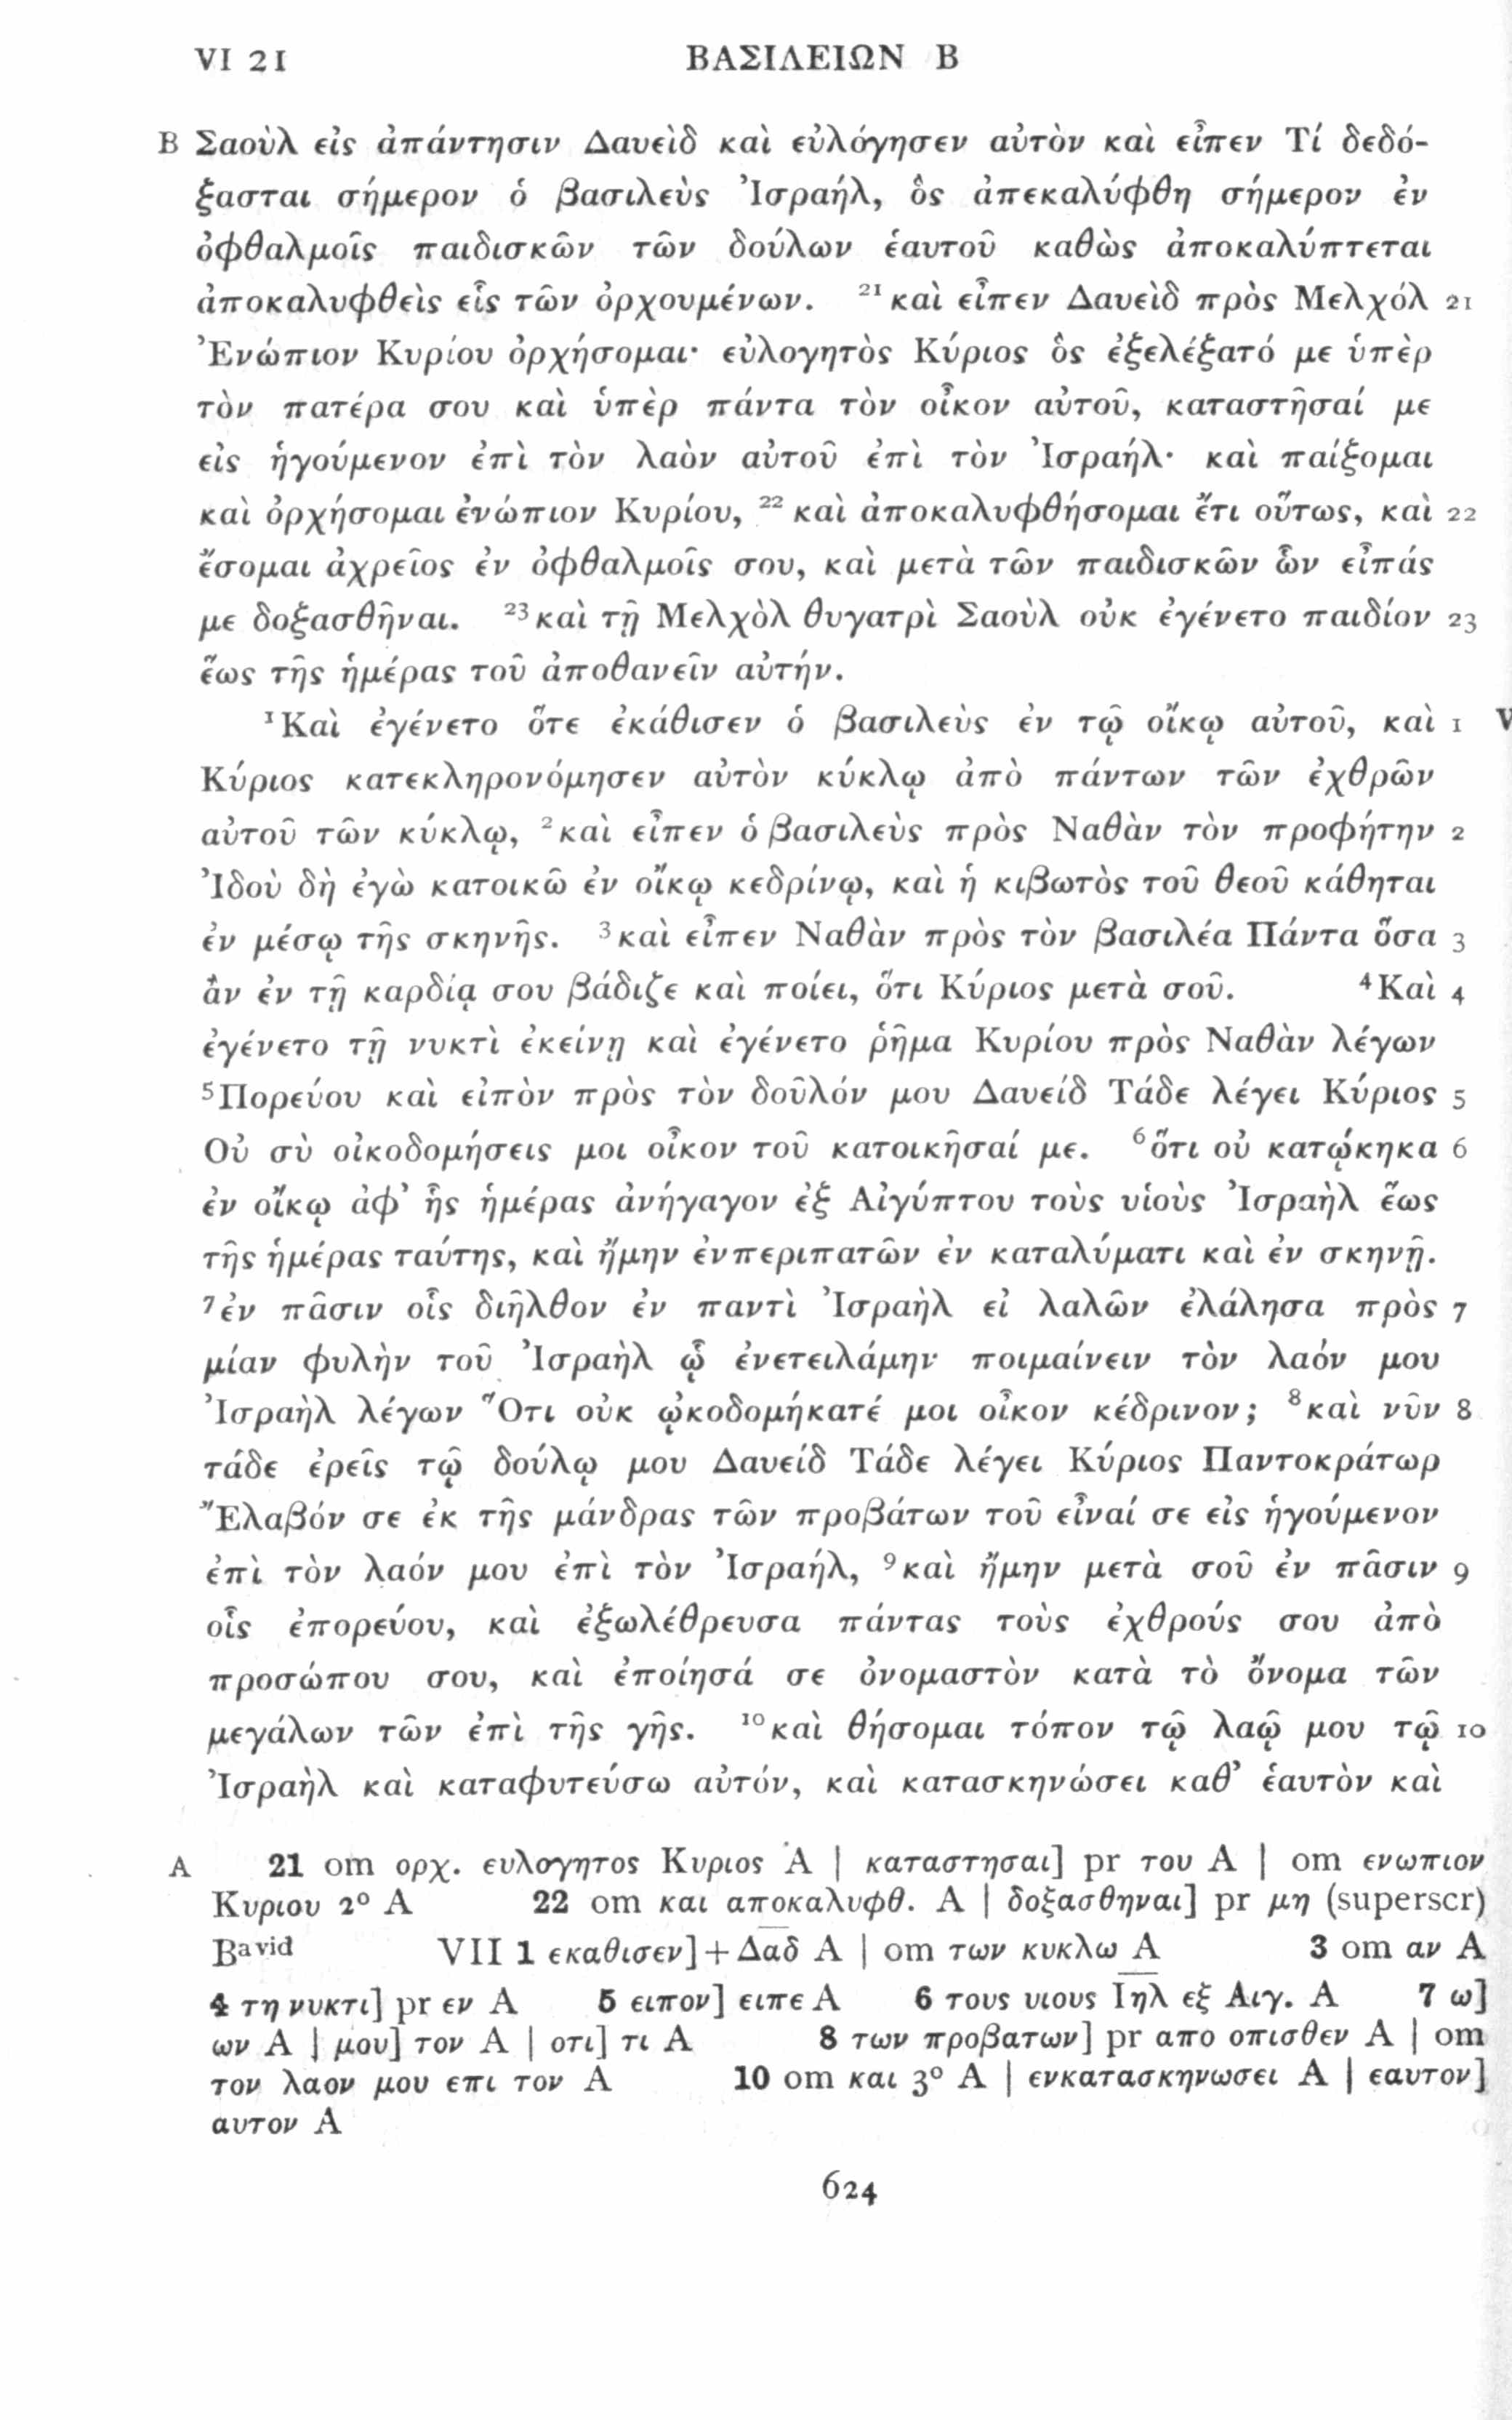 VI 21 ΒΑΣΙΛΕΙΩΝ Β
B Σαοὺλ εἰς ἀπάντησιν Δαυεὶδ καὶ εὐλόγησεν αὐτὸν καὶ εἶπεν Τί δεδό-
ξασται σήμερον ὁ βασιλεὺς Ἰσραήλ, ὃς ἀπεκαλύφθη σήμερον ἐν
ὀφθαλμοῖς παιδισκῶν τῶν δούλων ἑαυτοῦ καθὼς ἀποκαλύπτεται
ἀποκαλυφθεὶς εἷς τῶν ὀρχουμένων. ²¹καὶ εἶπεν Δαυεὶδ πρὸς Μελχόλ 21
Ἐνώπιον Κυρίου ὀρχήσομαι· εὐλογητὸς Κύριος ὃς ἐξελέξατό με ὑπὲρ
τὸν πατέρα σου καὶ ὑπὲρ πάντα τὸν οἶκον αὐτοῦ, καταστῆσαί με
εἰς ἡγούμενον ἐπὶ τὸν λαὸν αὐτοῦ ἐπὶ τὸν Ἰσραήλ· καὶ παίξομαι
καὶ ὀρχήσομαι ἐνώπιον Κυρίου, ²²καὶ ἀποκαλυφθήσομαι ἔτι οὕτως, καὶ 22
ἔσομαι ἀχρεῖος ἐν ὀφθαλμοῖς σου, καὶ μετὰ τῶν παιδισκῶν ὧν εἶπάς
με δοξασθῆναι. ²³καὶ τῇ Μελχὸλ θυγατρὶ Σαοὺλ οὐκ ἐγένετο παιδίον 23
ἕως τῆς ἡμέρας τοῦ ἀποθανεῖν αὐτήν.
¹Καὶ ἐγένετο ὅτε ἐκάθισεν ὁ βασιλεὺς ἐν τῷ οἴκῳ αὐτοῦ, καὶ 1
Κύριος κατεκληρονόμησεν αὐτὸν κύκλῳ ἀπὸ πάντων τῶν ἐχθρῶν
αὐτοῦ τῶν κύκλῳ, ²καὶ εἶπεν ὁ βασιλεὺς πρὸς Ναθὰν τὸν προφήτην 2
Ἰδοὺ δὴ ἐγὼ κατοικῶ ἐν οἴκῳ κεδρίνῳ, καὶ ἡ κιβωτὸς τοῦ θεοῦ κάθηται
ἐν μέσῳ τῆς σκηνῆς. ³καὶ εἶπεν Ναθὰν πρὸς τὸν βασιλέα Πάντα ὅσα 3
ἂν ἐν τῇ καρδίᾳ σου βάδιζε καὶ ποίει, ὅτι Κύριος μετὰ σοῦ. ⁴Καὶ 4
ἐγένετο τῇ νυκτὶ ἐκείνῃ καὶ ἐγένετο ῥῆμα Κυρίου πρὸς Ναθὰν λέγων
⁵Πορεύου καὶ εἰπὸν πρὸς τὸν δοῦλόν μου Δαυείδ Τάδε λέγει Κύριος 5
Οὐ σὺ οἰκοδομήσεις μοι οἶκον τοῦ κατοικῆσαί με. ⁶ὅτι οὐ κατῴκηκα 6
ἐν οἴκῳ ἀφ’ ἧς ἡμέρας ἀνήγαγον ἐξ Αἰγύπτου τοὺς υἱοὺς Ἰσραὴλ ἕως
τῆς ἡμέρας ταύτης, καὶ ἤμην ἐνπεριπατῶν ἐν καταλύματι καὶ ἐν σκηνῇ.
⁷ἐν πᾶσιν οἷς διῆλθον ἐν παντὶ Ἰσραὴλ εἰ λαλῶν ἐλάλησα πρὸς 7
μίαν φυλὴν τοῦ Ἰσραὴλ ᾧ ἐνετειλάμην ποιμαίνειν τὸν λαόν μου
Ἰσραὴλ λέγων Ὅτι οὐκ ᾠκοδομήκατέ μοι οἶκον κέδρινον; ⁸καὶ νῦν 8
τάδε ἐρεῖς τῷ δούλῳ μου Δαυείδ Τάδε λέγει Κύριος Παντοκράτωρ
Ἔλαβόν σε ἐκ τῆς μάνδρας τῶν προβάτων τοῦ εἶναί σε εἰς ἡγούμενον
ἐπὶ τὸν λαόν μου ἐπὶ τὸν Ἰσραήλ, ⁹καὶ ἤμην μετὰ σοῦ ἐν πᾶσιν 9
οἷς ἐπορεύου, καὶ ἐξωλέθρευσα πάντας τοὺς ἐχθρούς σου ἀπὸ
προσώπου σου, καὶ ἐποίησά σε ὀνομαστὸν κατὰ τὸ ὄνομα τῶν
μεγάλων τῶν ἐπὶ τῆς γῆς. ¹⁰καὶ θήσομαι τόπον τῷ λαῷ μου τῷ 10
Ἰσραὴλ καὶ καταφυτεύσω αὐτόν, καὶ κατασκηνώσει καθ’ ἑαυτὸν καὶ
A 21 om ορχ. ευλογητος Κυριος A | καταστησαι] pr του A | om ενωπιον
Κυριου 2° A 22 om και αποκαλυφθ. A | δοξασθηναι] pr μη (superscr)
Bᵃᵛⁱᵈ VII 1 εκαθισεν]+Δ̅α̅δ̅ A | om των κυκλω A 3 om αν A
4 τη νυκτι] pr εν A 5 ειπον] ειπε A 6 τους υιους Ι̅η̅λ̅ εξ Αιγ. A 7 ω]
ων A | μου] τον A | οτι] τι A 8 των προβατων] pr απο οπισθεν A | om
τον λαον μου επι τον A 10 om και 3° A | ενκατασκηνωσει A | εαυτον]
αυτον A
624